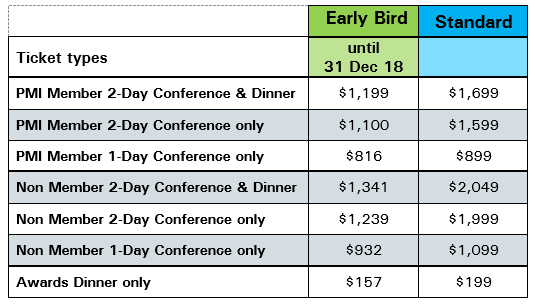 Early Bird Standard
Ticket types until
31 Dec 18
PMI Member 2-Day Conference & Dinner $1,199 $1,699
PMI Member 2-Day Conference only $1,100 $1,599
PMI Member 1-Day Conference only $816 $899
Non Member 2-Day Conference & Dinner $1,341 $2,049
Non Member 2-Day Conference only $1,239 $1,999
Non Member 1-Day Conference only $932 $1,099
Awards Dinner only $157 $199